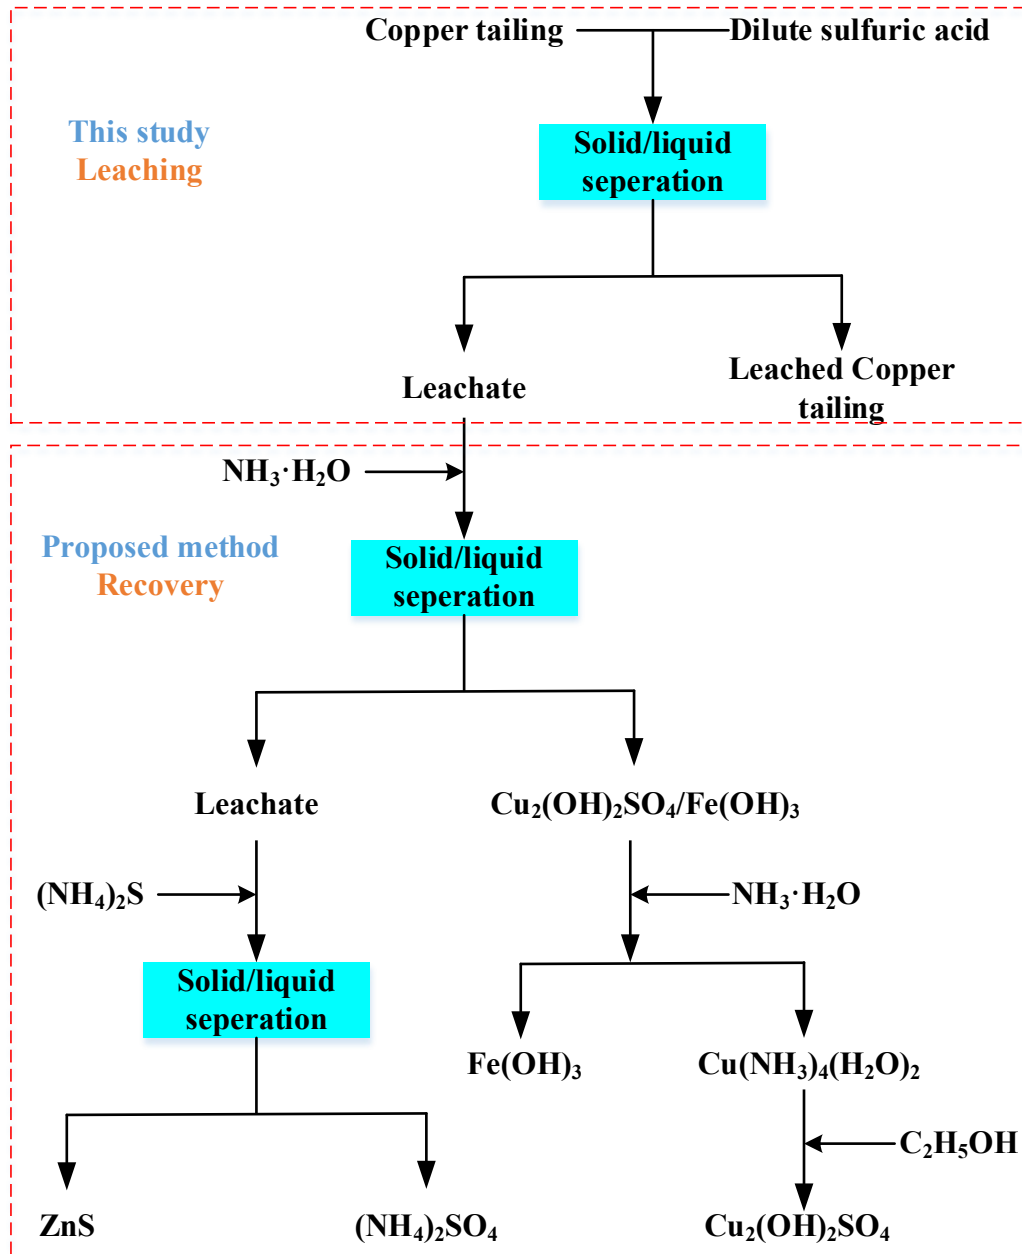 Copper tailing
Dilute sulfuric acid
This study
Leaching
Solid/liquid
seperation
Leachate
Leached Copper
tailing
NH₃·H₂O
Proposed method
Recovery
Solid/liquid
seperation
Leachate
Cu₂(OH)₂SO₄/Fe(OH)₃
(NH₄)₂S
NH₃·H₂O
Solid/liquid
seperation
Fe(OH)₃
Cu(NH₃)₄(H₂O)₂
C₂H₅OH
ZnS
(NH₄)₂SO₄
Cu₂(OH)₂SO₄